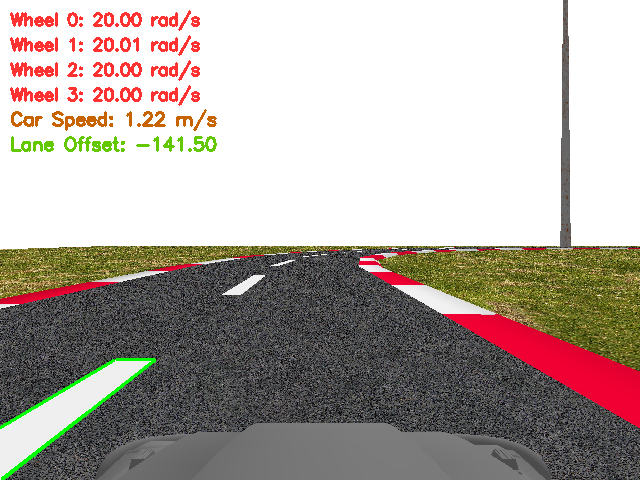 Wheel 0: 20.00 rad/s
Wheel 1: 20.01 rad/s
Wheel 2: 20.00 rad/s
Wheel 3: 20.00 rad/s
Car Speed: 1.22 m/s
Lane Offset: -141.50